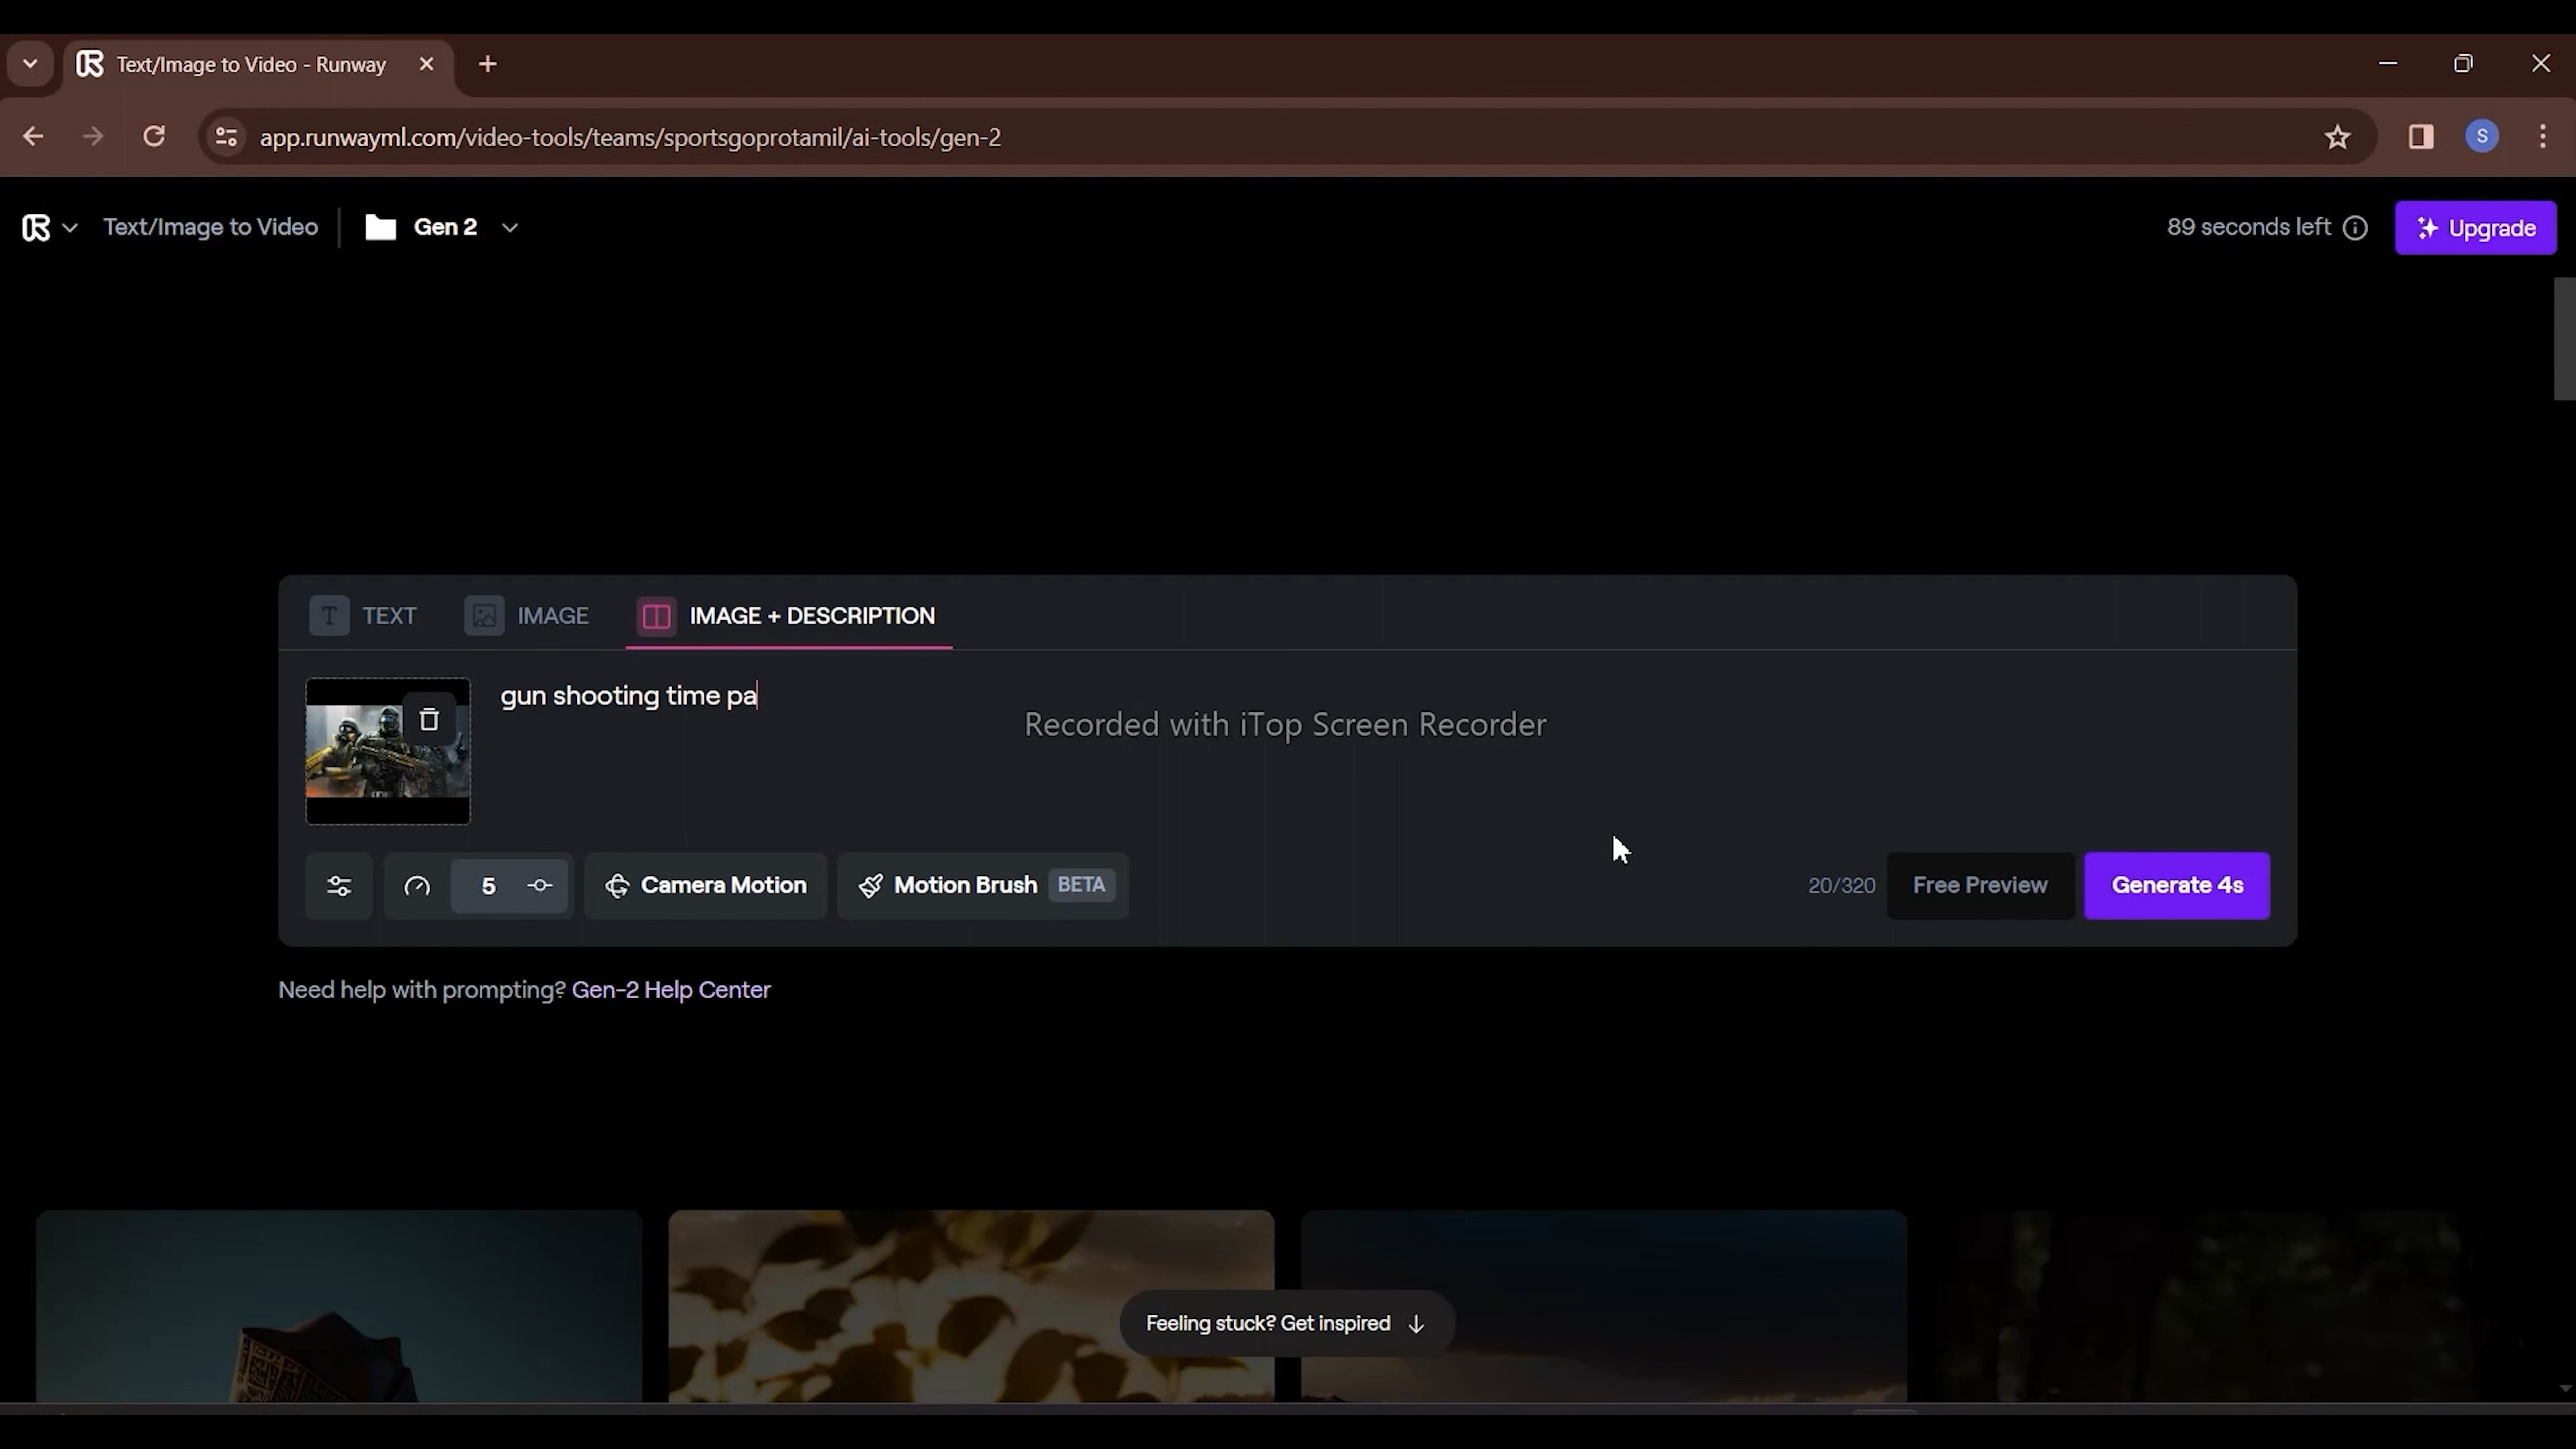 Text/Image to Video - Runway
app.runwayml.com/video-tools/teams/sportsgoprotamil/ai-tools/gen-2
S
Text/Image to Video
Gen 2
89 seconds left
Upgrade
T TEXT
IMAGE
IMAGE + DESCRIPTION
gun shooting time pa
Recorded with iTop Screen Recorder
5
Camera Motion
Motion Brush BETA
20/320
Free Preview
Generate 4s
Need help with prompting? Gen-2 Help Center
Feeling stuck? Get inspired